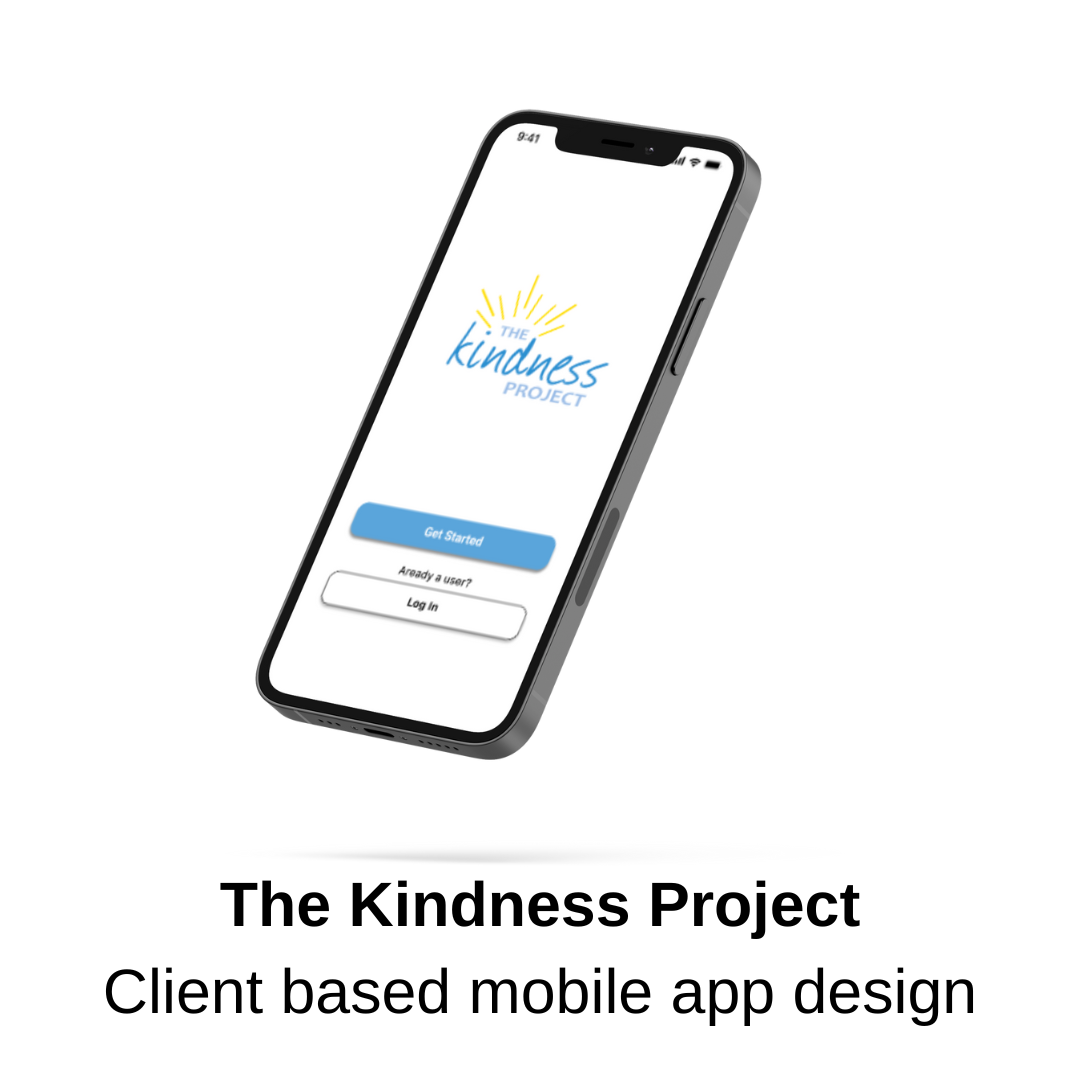 9:41
THE
kindness
PROJECT
Get Started
Aready a user?
Log In
The Kindness Project
Client based mobile app design